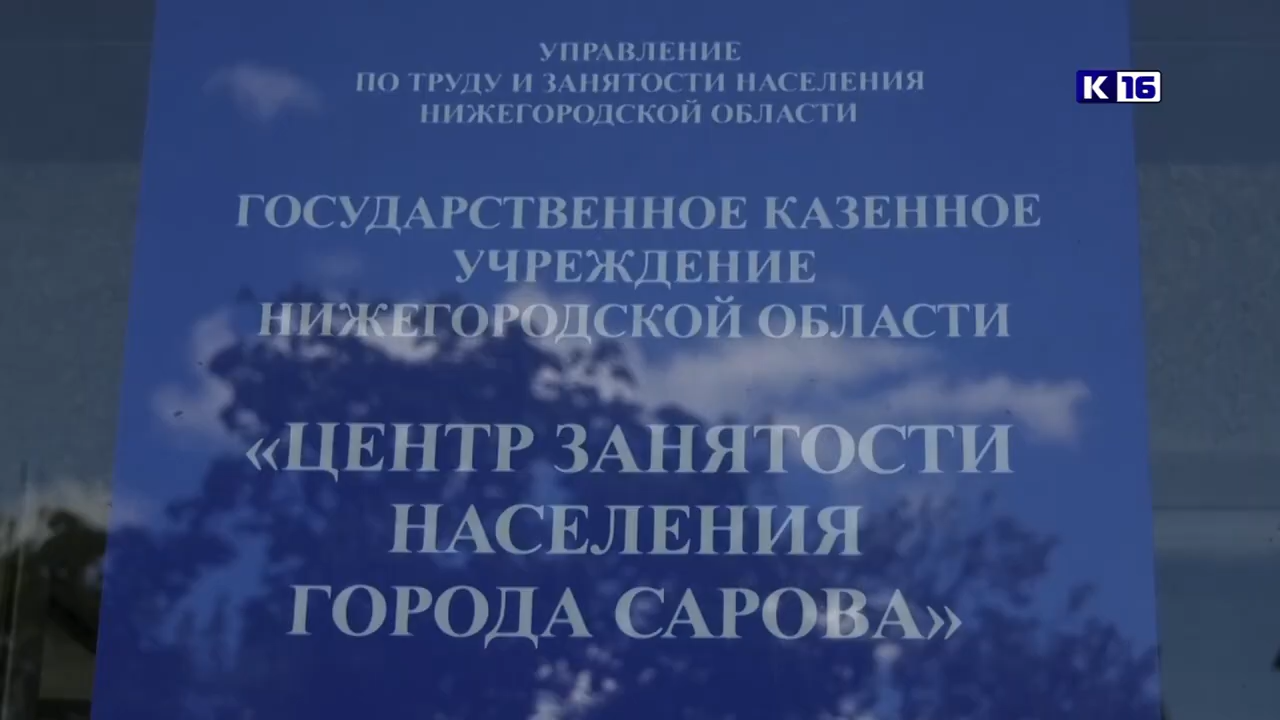 УПРАВЛЕНИЕ
ПО ТРУДУ И ЗАНЯТОСТИ НАСЕЛЕНИЯ
НИЖЕГОРОДСКОЙ ОБЛАСТИ
К 16
ГОСУДАРСТВЕННОЕ КАЗЕННОЕ
УЧРЕЖДЕНИЕ
НИЖЕГОРОДСКОЙ ОБЛАСТИ
«ЦЕНТР ЗАНЯТОСТИ
НАСЕЛЕНИЯ
ГОРОДА САРОВА»